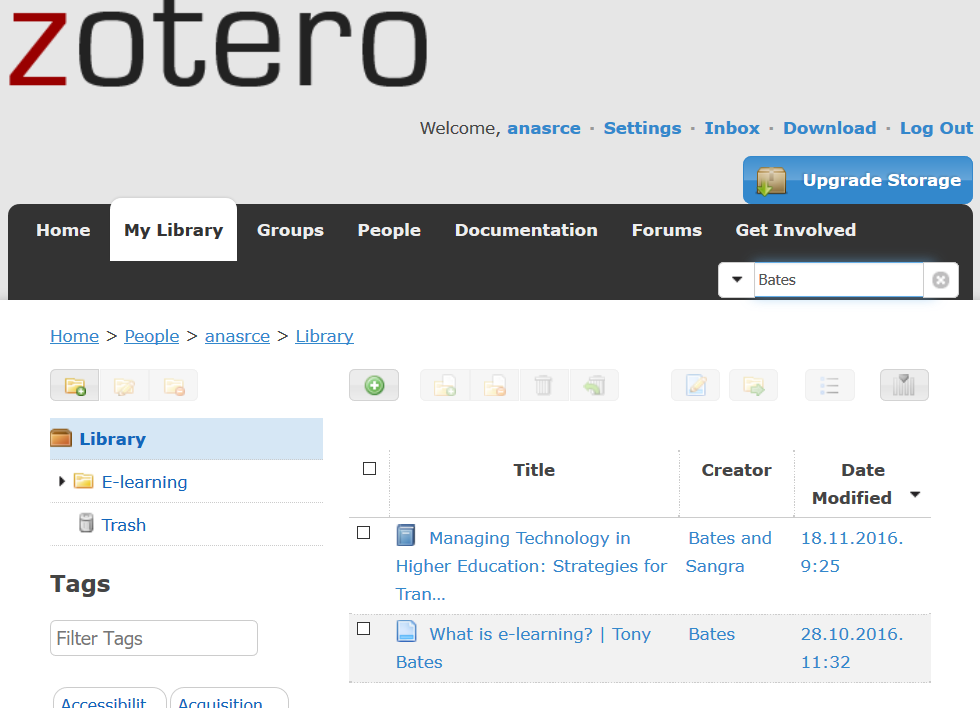 zotero
Welcome, anasrce · Settings · Inbox · Download · Log Out
Upgrade Storage
Home My Library Groups People Documentation Forums Get Involved
Bates
Home > People > anasrce > Library
Library
E-learning
Trash
Tags
Filter Tags
Accessibilit
Acquisition
Title Creator Date
Modified
Managing Technology in
Higher Education: Strategies for
Tran...
Bates and
Sangra
18.11.2016.
9:25
What is e-learning? | Tony
Bates
Bates
28.10.2016.
11:32